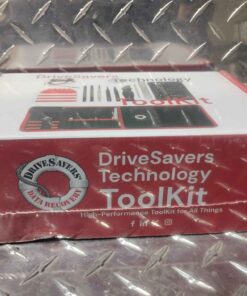 DriveSavers
Technology
ToolKit
DRIVESAVERS®
DATA RECOVERY
DriveSavers
Technology
ToolKit
High-Performance ToolKit for All Things